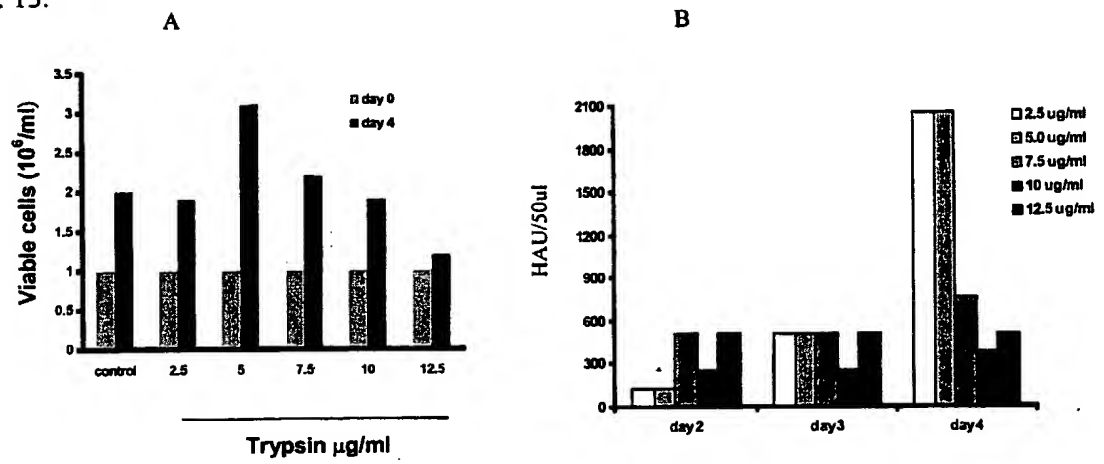 A
B
Viable cells (10⁶/ml)
3.5
3
2.5
2
1.5
1
0.5
0
day 0
day 4
control
2.5
5
7.5
10
12.5
Trypsin µg/ml
HAU/50ul
2100
1800
1500
1200
900
600
300
0
2.5 ug/ml
5.0 ug/ml
7.5 ug/ml
10 ug/ml
12.5 ug/ml
day2
day3
day4